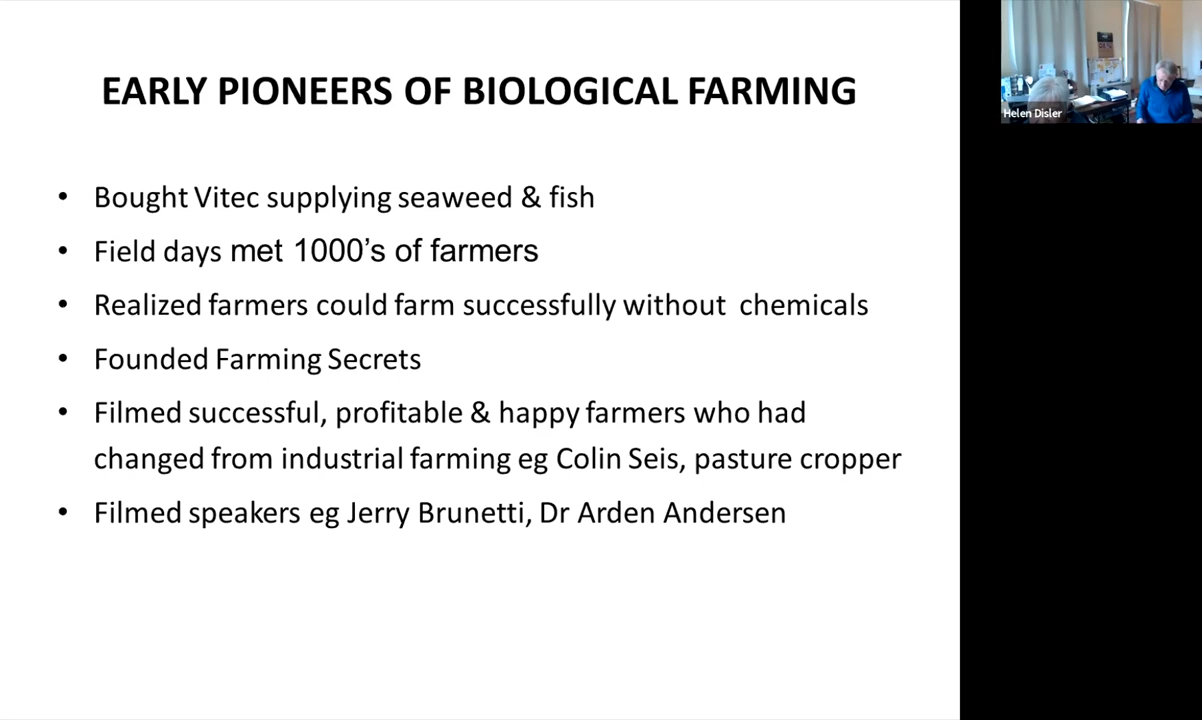 EARLY PIONEERS OF BIOLOGICAL FARMING
• Bought Vitec supplying seaweed & fish
• Field days met 1000's of farmers
• Realized farmers could farm successfully without chemicals
• Founded Farming Secrets
• Filmed successful, profitable & happy farmers who had
changed from industrial farming eg Colin Seis, pasture cropper
• Filmed speakers eg Jerry Brunetti, Dr Arden Andersen
Helen Disler